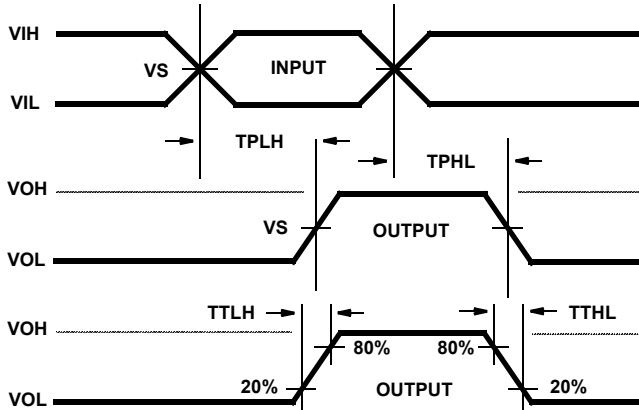 VIH
VS
INPUT
VIL
TPLH
TPHL
VOH
VS
OUTPUT
VOL
TTLH
TTHL
VOH
80%
80%
20%
OUTPUT
20%
VOL